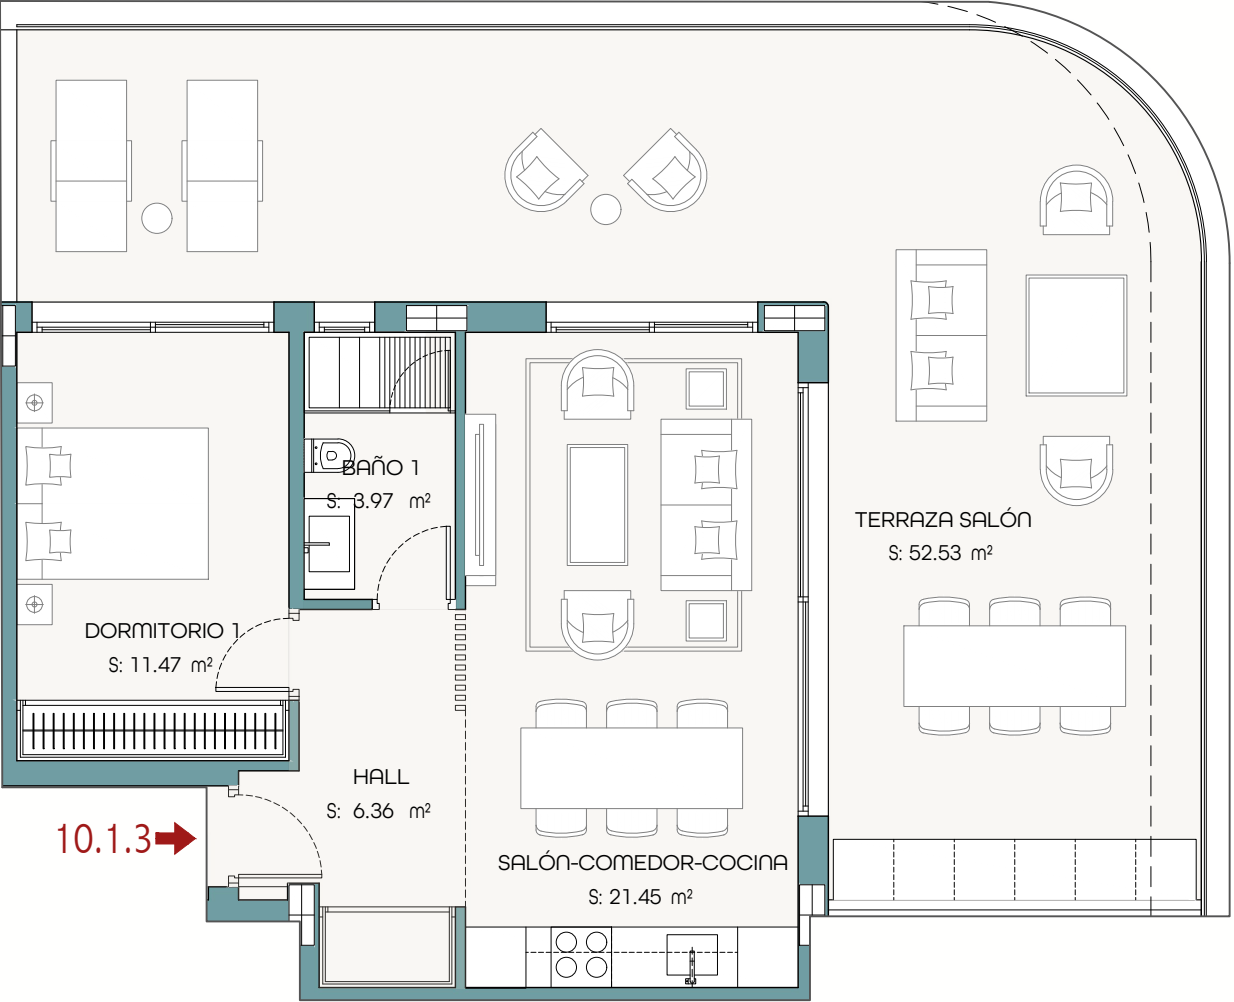 BAÑO 1
S: 3.97 m²
TERRAZA SALÓN
S: 52.53 m²
DORMITORIO 1
S: 11.47 m²
HALL
S: 6.36 m²
10.1.3
SALÓN-COMEDOR-COCINA
S: 21.45 m²